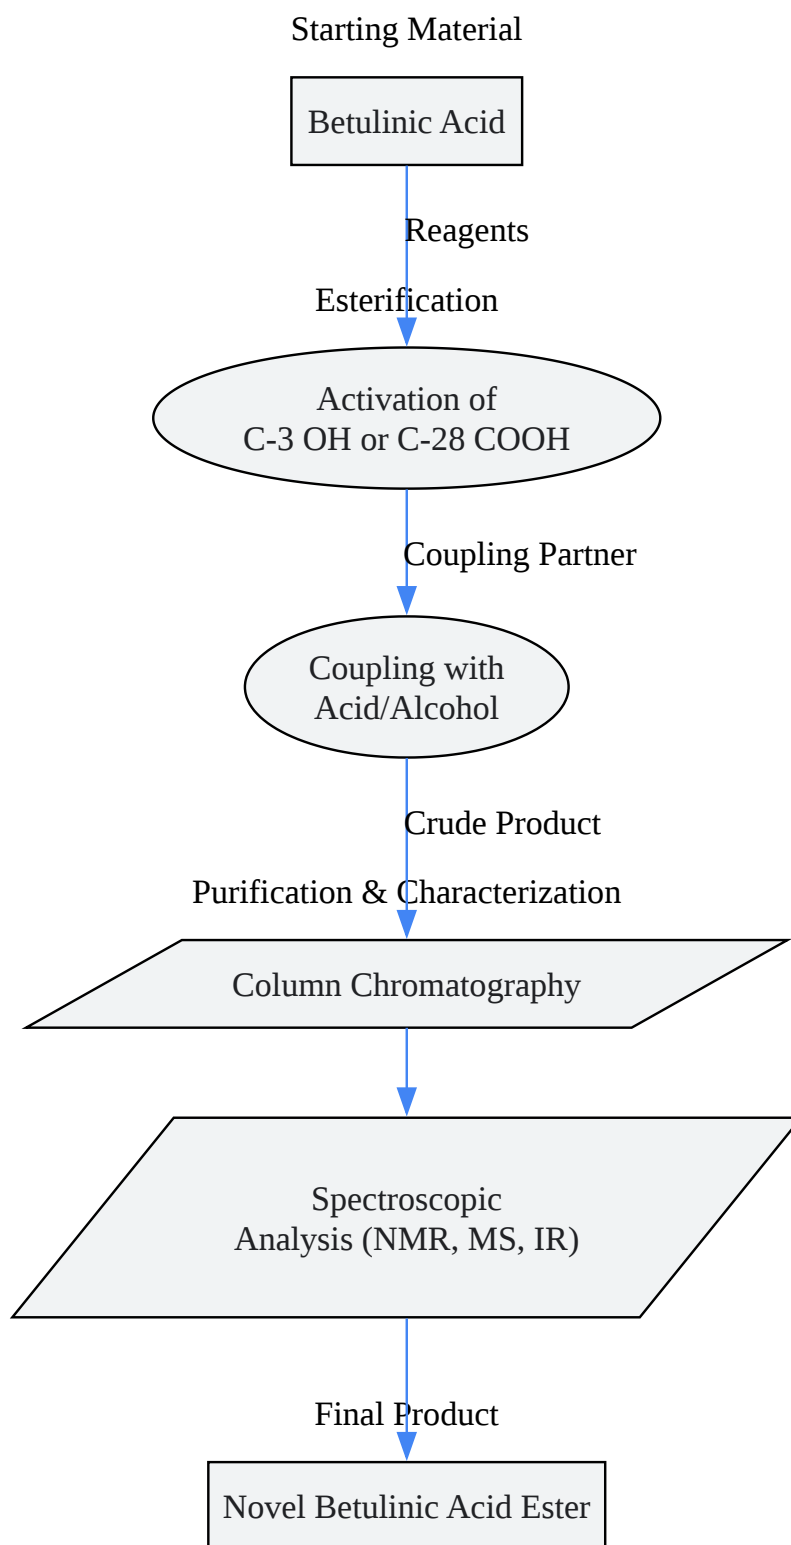 Starting Material
Betulinic Acid
Reagents
Esterification
Activation of
C-3 OH or C-28 COOH
Coupling Partner
Coupling with
Acid/Alcohol
Crude Product
Purification & Characterization
Column Chromatography
Spectroscopic
Analysis (NMR, MS, IR)
Final Product
Novel Betulinic Acid Ester